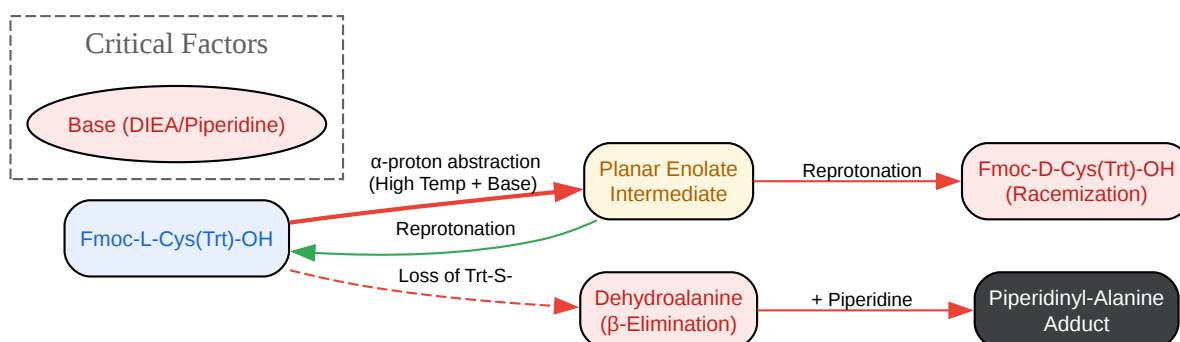 Critical Factors
Base (DIEA/Piperidine)
Fmoc-L-Cys(Trt)-OH
α-proton abstraction
(High Temp + Base)
Reprotonation
Loss of Trt-S-
Planar Enolate
Intermediate
Reprotonation
Fmoc-D-Cys(Trt)-OH
(Racemization)
Dehydroalanine
(β-Elimination)
+ Piperidine
Piperidinyl-Alanine
Adduct